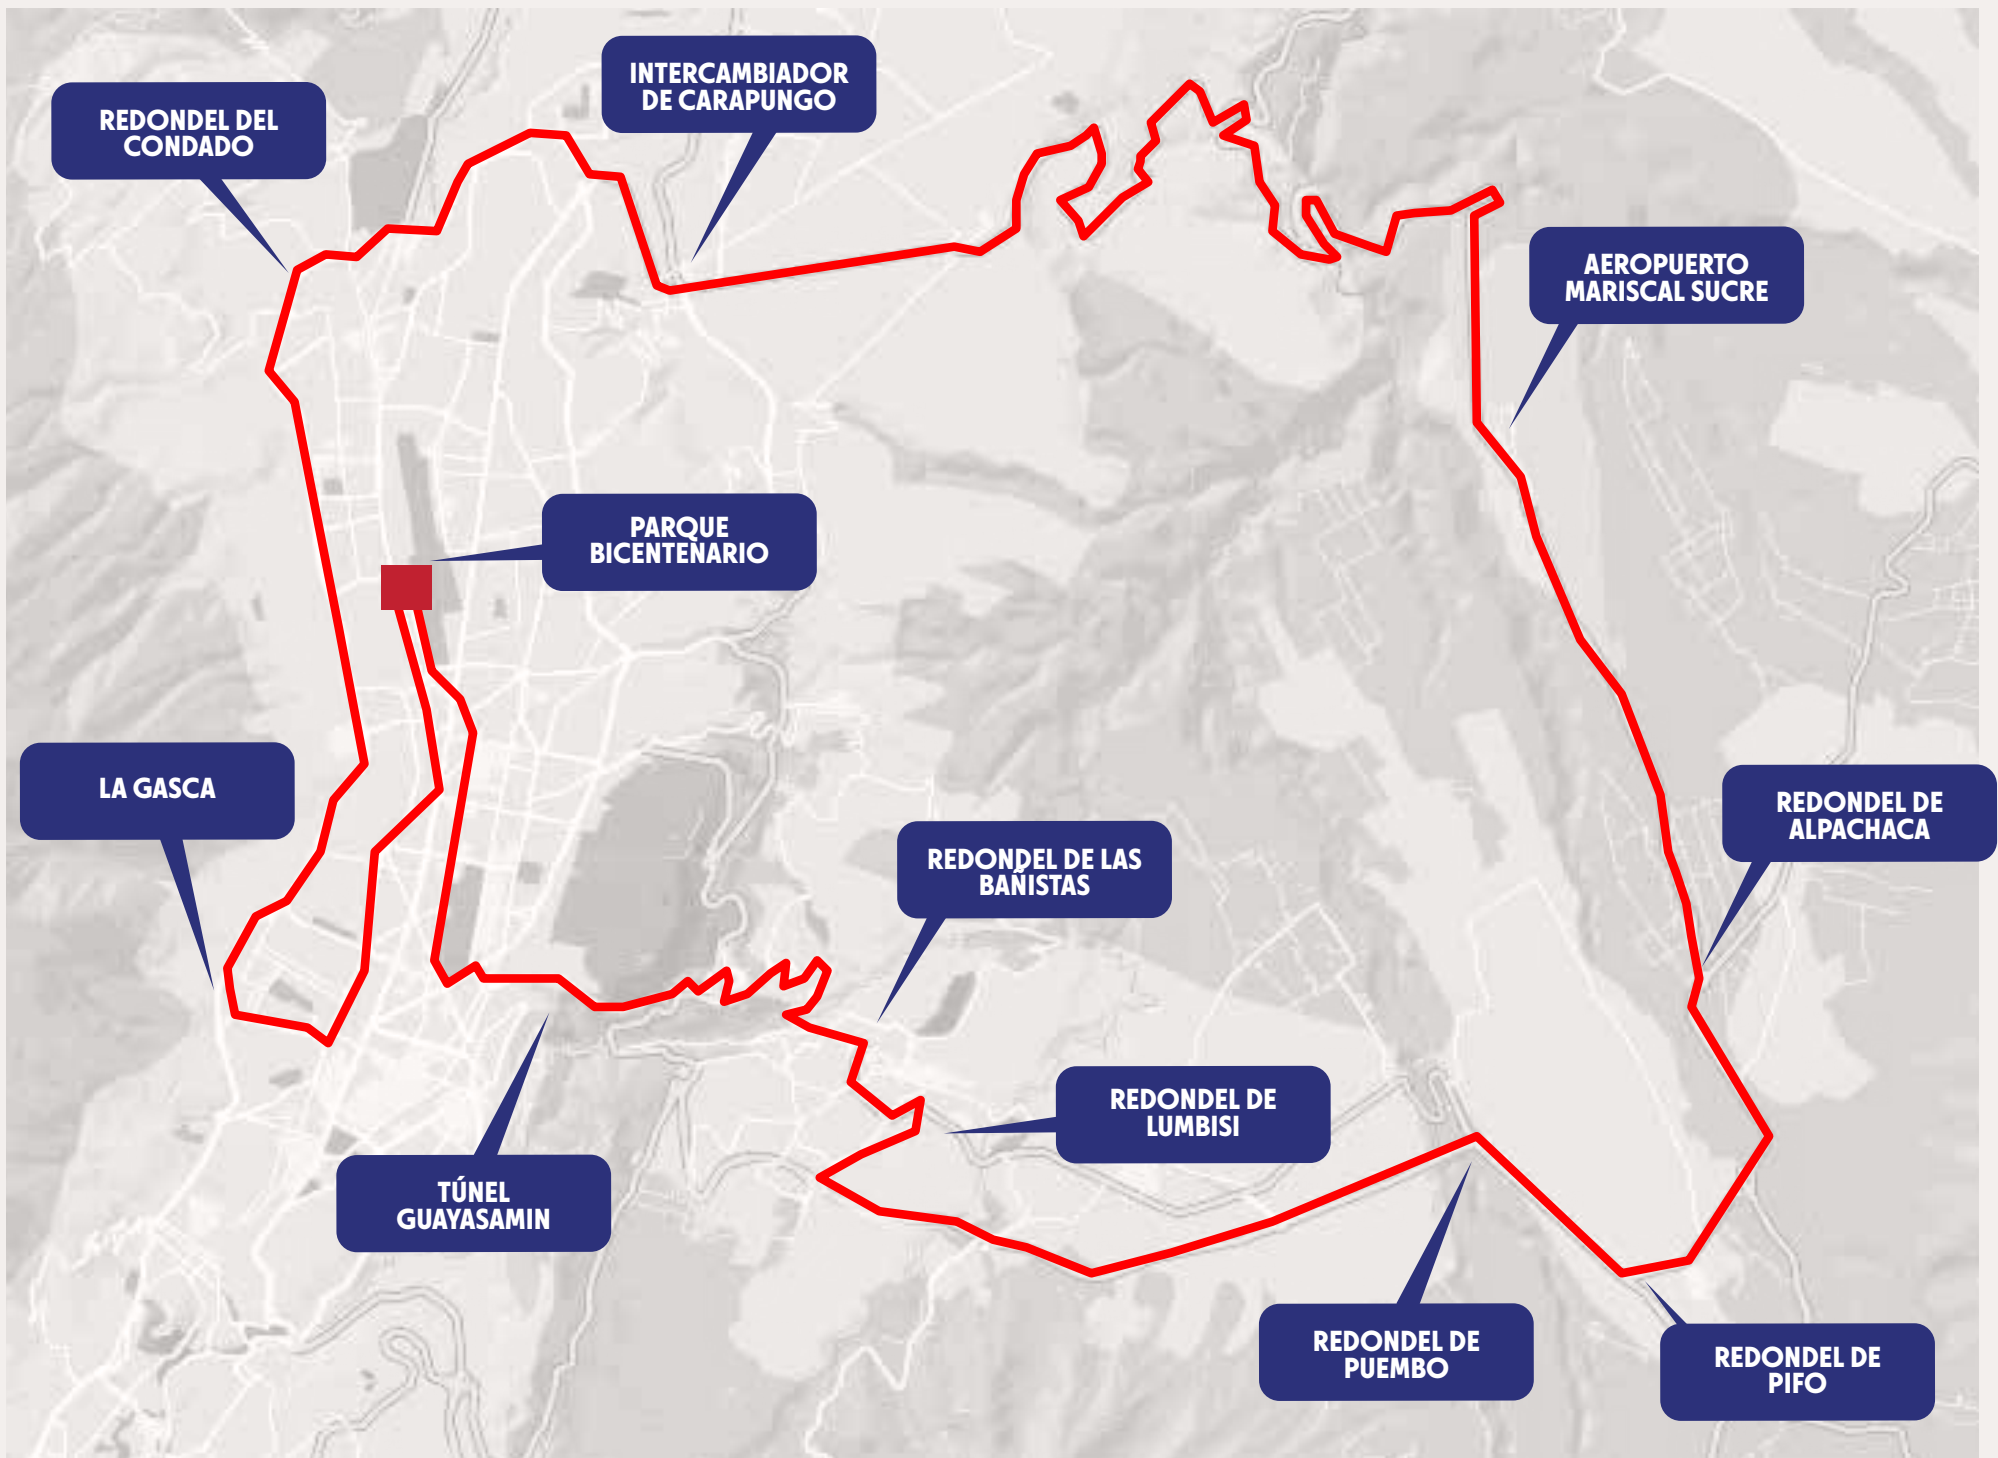 INTERCAMBIADOR
DE CARAPUNGO
REDONDEL DEL
CONDADO
AEROPUERTO
MARISCAL SUCRE
PARQUE
BICENTENARIO
LA GASCA
REDONDEL DE
ALPACHACA
REDONDEL DE LAS
BAÑISTAS
REDONDEL DE
LUMBISI
TÚNEL
GUAYASAMIN
REDONDEL DE
PUEMBO
REDONDEL DE
PIFO